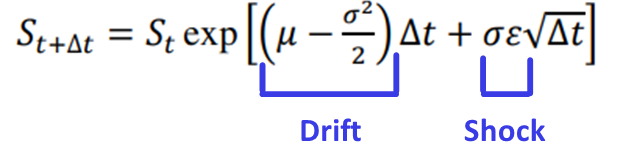 S_{t+Δt} = S_t exp[(μ − σ²/2)Δt + σε√Δt]
Drift Shock